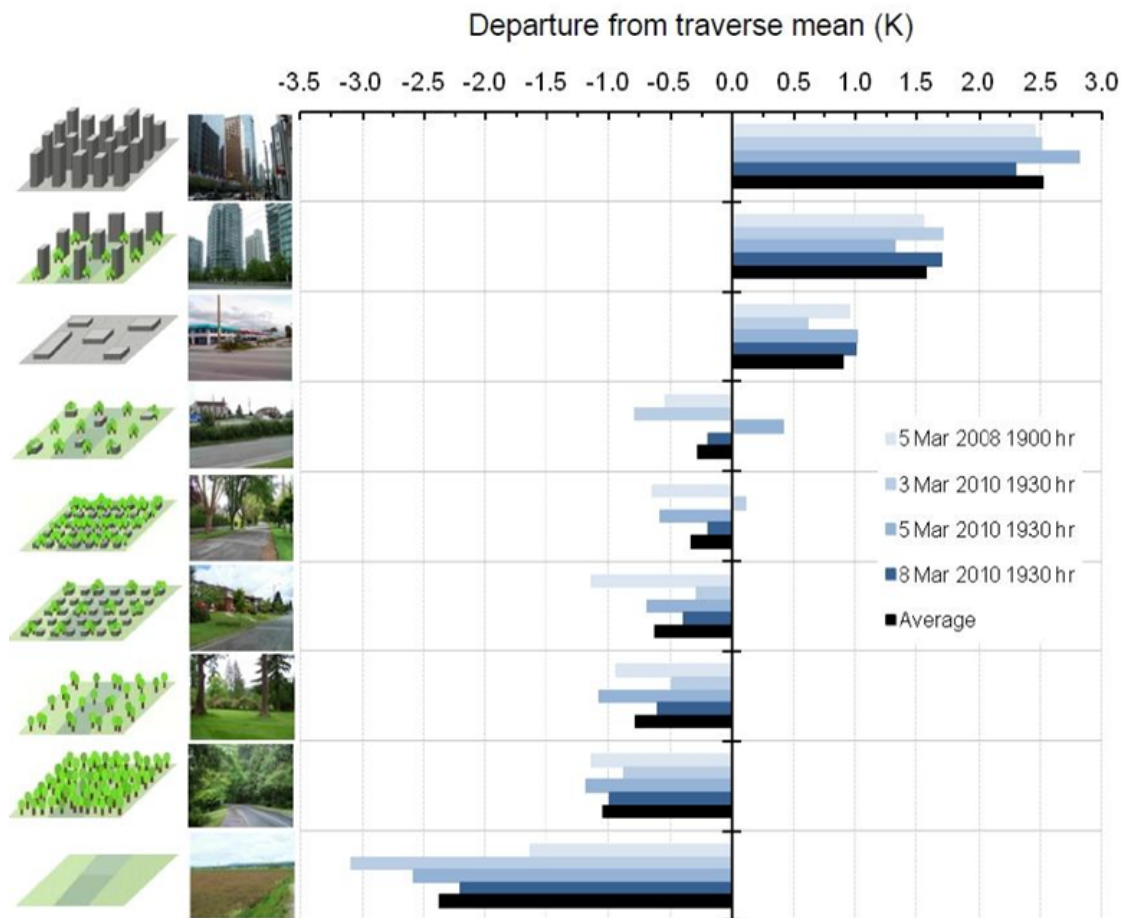 Departure from traverse mean (K)
-3.5 -3.0 -2.5 -2.0 -1.5 -1.0 -0.5 0.0 0.5 1.0 1.5 2.0 2.5 3.0
5 Mar 2008 1900 hr
3 Mar 2010 1930 hr
5 Mar 2010 1930 hr
8 Mar 2010 1930 hr
Average